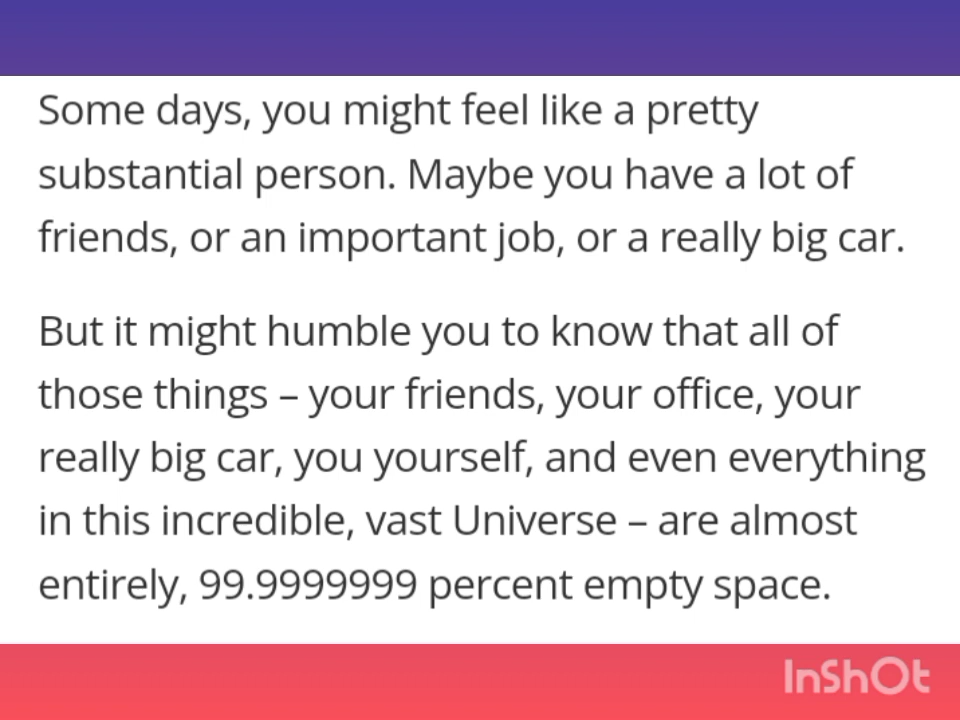 Some days, you might feel like a pretty
substantial person. Maybe you have a lot of
friends, or an important job, or a really big car.
But it might humble you to know that all of
those things – your friends, your office, your
really big car, you yourself, and even everything
in this incredible, vast Universe – are almost
entirely, 99.9999999 percent empty space.
InShOt